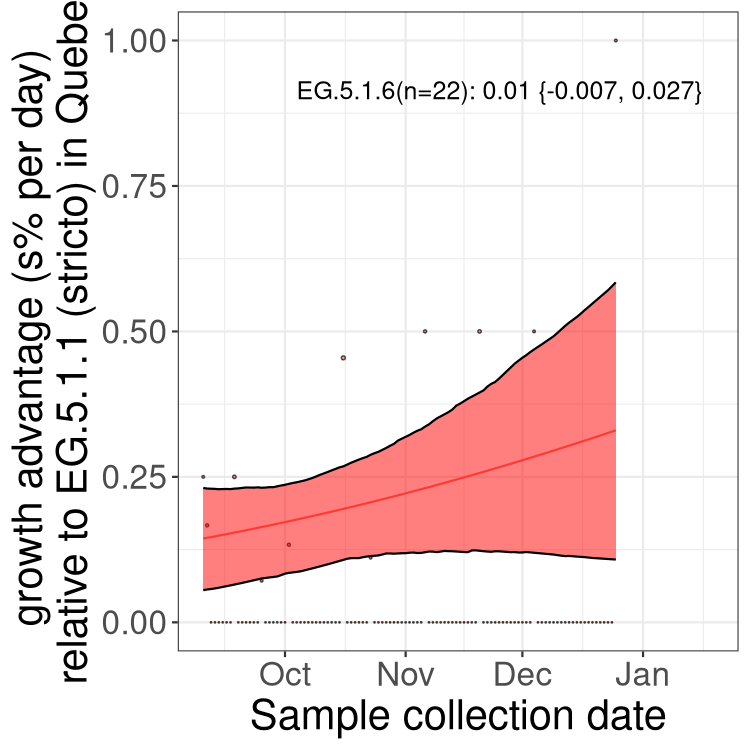 growth advantage (s% per day)
relative to EG.5.1.1 (stricto) in Quebe
1.00
0.75
0.50
0.25
0.00
EG.5.1.6(n=22): 0.01 {-0.007, 0.027}
Oct Nov Dec Jan
Sample collection date